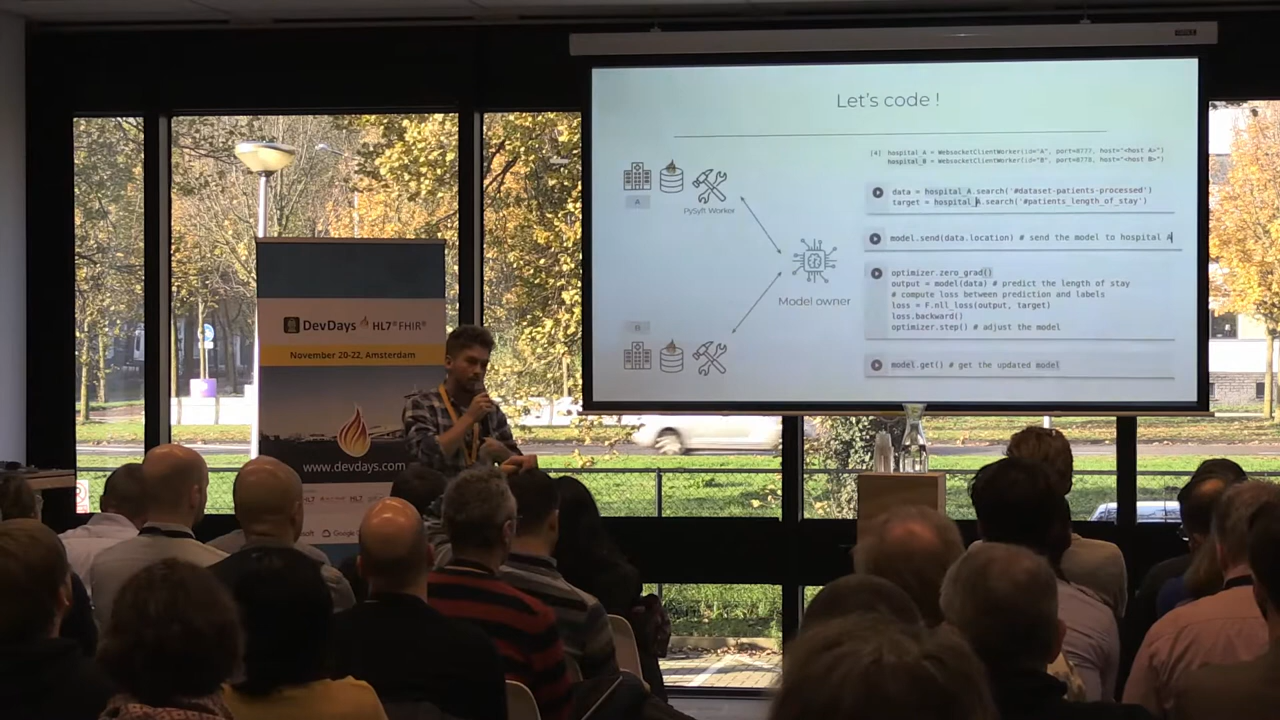 Let's code !
[4] hospital_A = WebsocketClientWorker(id="A", port=8777, host="<host A>")
hospital_B = WebsocketClientWorker(id="B", port=8778, host="<host B>")
data = hospital_A.search('#dataset-patients-processed')
target = hospital_A.search('#patients_length_of_stay')
model.send(data.location) # send the model to hospital A
optimizer.zero_grad()
output = model(data) # predict the length of stay
# compute loss between prediction and labels
loss = F.nll_loss(output, target)
loss.backward()
optimizer.step() # adjust the model
model.get() # get the updated model
A
PySyft Worker
Model owner
B
DevDays HL7® FHIR®
November 20-22, Amsterdam
www.devdays.com
HL7
Google